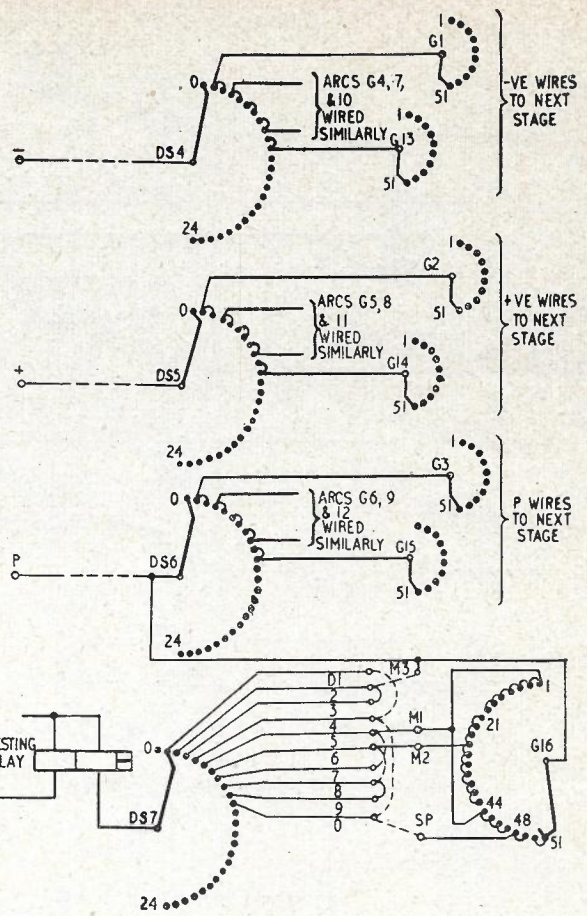 1
G1
51
-VE WIRES
TO NEXT
STAGE
0
ARCS G4, 7,
&10
WIRED
SIMILARLY
1
G13
51
−
DS4
24
1
G2
51
+VE WIRES
TO NEXT
STAGE
0
ARCS G5, 8
& 11
WIRED
SIMILARLY
1
G14
51
+
DS5
24
1
G3
51
P WIRES
TO NEXT
STAGE
0
ARCS G6, 9
& 12
WIRED
SIMILARLY
G15
51
P
DS6
24
D1
2
3
4
5
6
7
8
9
0
M3
M1
M2
SP
1
21
G16
44
48
51
ESTING
LAY
0
DS7
24